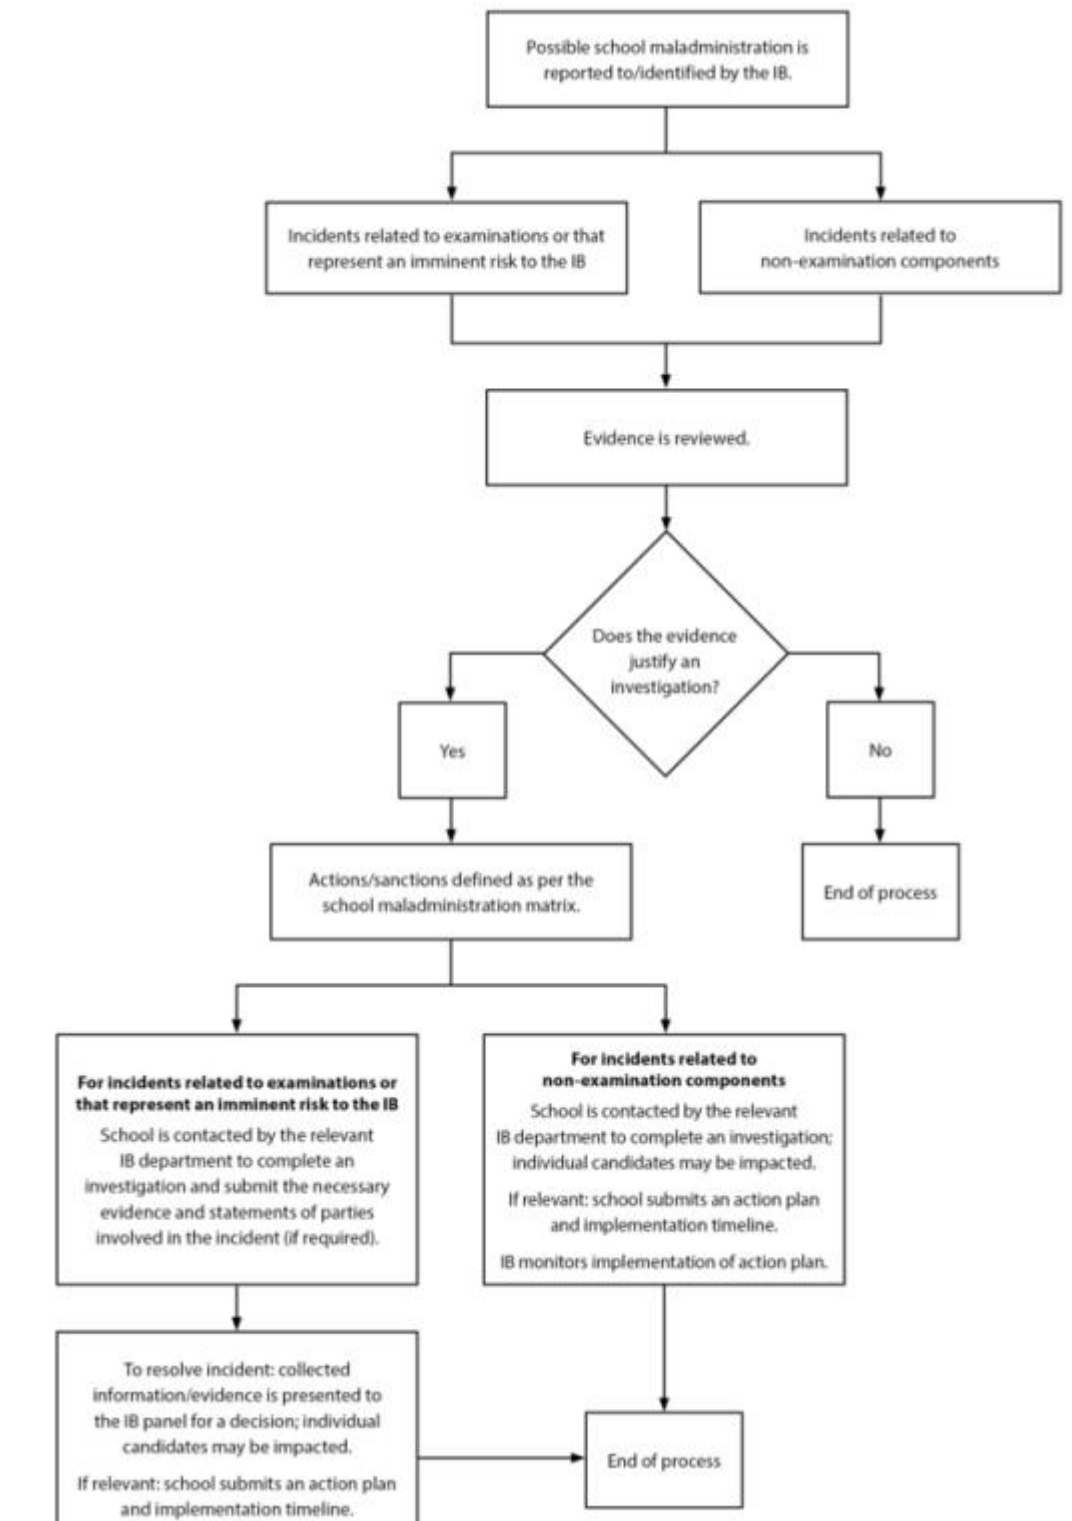 Possible school maladministration is
reported to/identified by the IB.
Incidents related to examinations or that
represent an imminent risk to the IB
Incidents related to
non-examination components
Evidence is reviewed.
Does the evidence
justify an
investigation?
Yes
No
Actions/sanctions defined as per the
school maladministration matrix.
End of process
For incidents related to examinations or
that represent an imminent risk to the IB
School is contacted by the relevant
IB department to complete an
investigation and submit the necessary
evidence and statements of parties
involved in the incident (if required).
For incidents related to
non-examination components
School is contacted by the relevant
IB department to complete an investigation;
individual candidates may be impacted.
If relevant: school submits an action plan
and implementation timeline.
IB monitors implementation of action plan.
To resolve incident: collected
information/evidence is presented to
the IB panel for a decision; individual
candidates may be impacted.
If relevant: school submits an action plan
and implementation timeline.
End of process